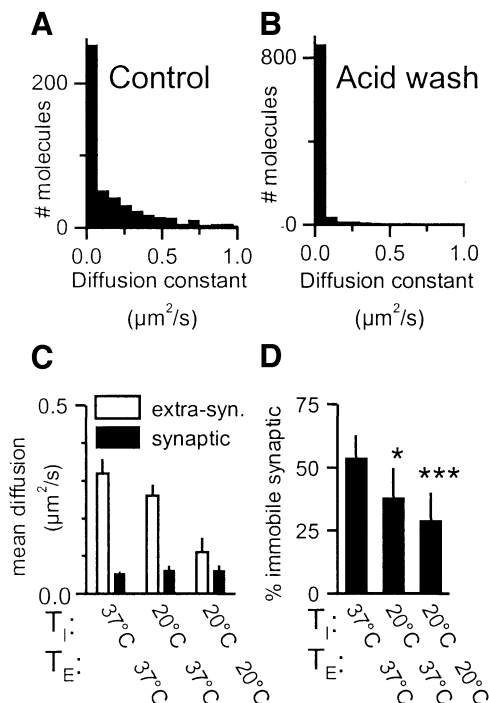 A
B
200
Control
# molecules
0
0.0 0.5 1.0
Diffusion constant
(µm²/s)
800
Acid wash
# molecules
0
0.0 0.5 1.0
Diffusion constant
(µm²/s)
C
D
0.5
extra-syn.
synaptic
mean diffusion
(µm²/s)
0.0
T_I: 37°C 20°C 20°C
T_E: 37°C 37°C 20°C
75
50
25
0
% immobile synaptic
*
***
T_I: 37°C 20°C 20°C
T_E: 37°C 37°C 20°C